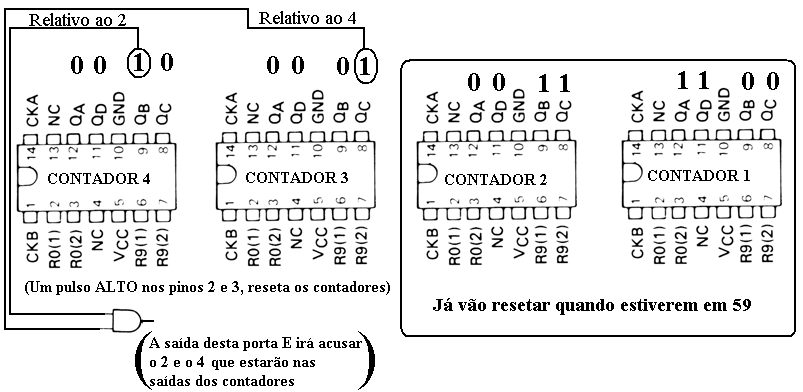 Relativo ao 2 Relativo ao 4
0 0 1 0 0 0 0 1 0 0 1 1 1 1 0 0
CKA NC QA QD GND QB QC CKA NC QA QD GND QB QC CKA NC QA QD GND QB QC CKA NC QA QD GND QB QC
14 13 12 11 10 9 8 14 13 12 11 10 9 8 14 13 12 11 10 9 8 14 13 12 11 10 9 8
CONTADOR 4 CONTADOR 3 CONTADOR 2 CONTADOR 1
1 2 3 4 5 6 7 1 2 3 4 5 6 7 1 2 3 4 5 6 7 1 2 3 4 5 6 7
CKB R0(1) R0(2) NC VCC R9(1) R9(2) CKB R0(1) R0(2) NC VCC R9(1) R9(2) CKB R0(1) R0(2) NC VCC R9(1) R9(2) CKB R0(1) R0(2) NC VCC R9(1) R9(2)
(Um pulso ALTO nos pinos 2 e 3, reseta os contadores)
Já vão resetar quando estiverem em 59
(A saída desta porta E irá acusar
o 2 e o 4 que estarão nas
saídas dos contadores)